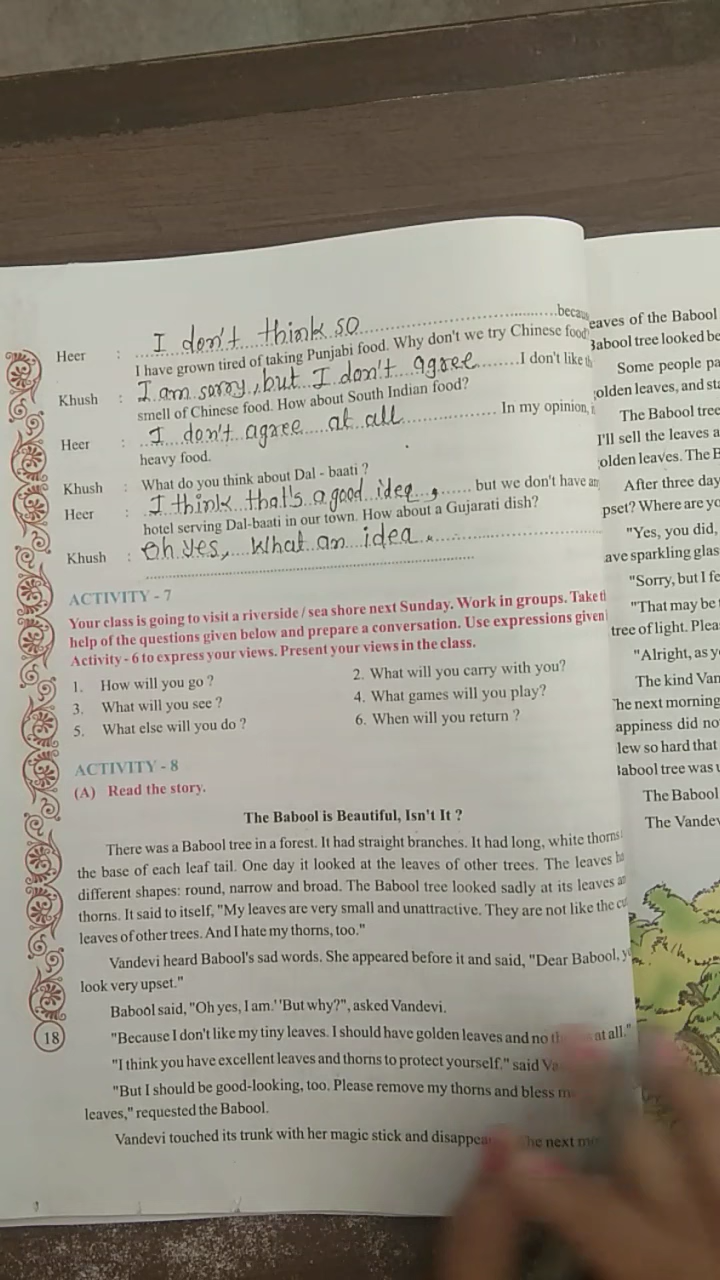 Heer : I don't think so ................ becau
I have grown tired of taking Punjabi food. Why don't we try Chinese food
Khush : I am sorry, but I don't agree ........ I don't like th
smell of Chinese food. How about South Indian food?
Heer : I don't agree at all ................ In my opinion, i
heavy food.
Khush : What do you think about Dal - baati ?
Heer : I think that's a good idea, ...... but we don't have an
hotel serving Dal-baati in our town. How about a Gujarati dish?
Khush : Oh yes, What an idea. ................
ACTIVITY - 7
Your class is going to visit a riverside / sea shore next Sunday. Work in groups. Take t
help of the questions given below and prepare a conversation. Use expressions given
Activity - 6 to express your views. Present your views in the class.
1. How will you go ? 2. What will you carry with you?
3. What will you see ? 4. What games will you play?
5. What else will you do ? 6. When will you return ?
ACTIVITY - 8
(A) Read the story.
The Babool is Beautiful, Isn't It ?
There was a Babool tree in a forest. It had straight branches. It had long, white thorns
the base of each leaf tail. One day it looked at the leaves of other trees. The leaves ha
different shapes: round, narrow and broad. The Babool tree looked sadly at its leaves an
thorns. It said to itself, "My leaves are very small and unattractive. They are not like the cu
leaves of other trees. And I hate my thorns, too."
Vandevi heard Babool's sad words. She appeared before it and said, "Dear Babool, y
look very upset."
Babool said, "Oh yes, I am.' 'But why?", asked Vandevi.
18
"Because I don't like my tiny leaves. I should have golden leaves and no at all."
"I think you have excellent leaves and thorns to protect yourself," said Va
"But I should be good-looking, too. Please remove my thorns and bless m
leaves," requested the Babool.
Vandevi touched its trunk with her magic stick and disappea he next mo
eaves of the Babool
Babool tree looked be
Some people pa
golden leaves, and sta
The Babool tree
I'll sell the leaves a
olden leaves. The B
After three day
pset? Where are yo
"Yes, you did,
ave sparkling glas
"Sorry, but I fe
"That may be
tree of light. Plea
"Alright, as y
The kind Van
he next morning
appiness did no
lew so hard that
abool tree was u
The Babool
The Vandev